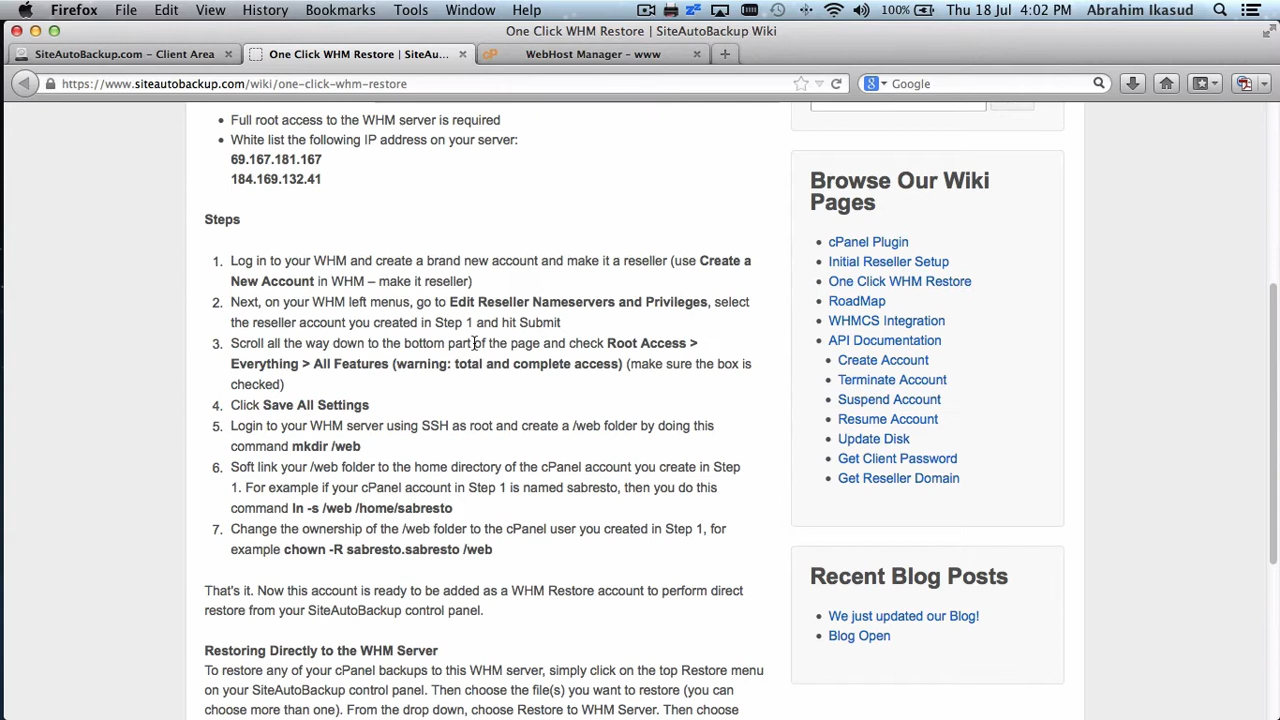 Firefox File Edit View History Bookmarks Tools Window Help 100% Thu 18 Jul 4:02 PM Abrahim Ikasud
One Click WHM Restore | SiteAutoBackup Wiki
SiteAutoBackup.com – Client Area One Click WHM Restore | SiteAu... WebHost Manager - www
https://www.siteautobackup.com/wiki/one-click-whm-restore Google
Full root access to the WHM server is required
White list the following IP address on your server:
69.167.181.167
184.169.132.41
Steps
1. Log in to your WHM and create a brand new account and make it a reseller (use Create a
New Account in WHM – make it reseller)
2. Next, on your WHM left menus, go to Edit Reseller Nameservers and Privileges, select
the reseller account you created in Step 1 and hit Submit
3. Scroll all the way down to the bottom part of the page and check Root Access >
Everything > All Features (warning: total and complete access) (make sure the box is
checked)
4. Click Save All Settings
5. Login to your WHM server using SSH as root and create a /web folder by doing this
command mkdir /web
6. Soft link your /web folder to the home directory of the cPanel account you create in Step
1. For example if your cPanel account in Step 1 is named sabresto, then you do this
command ln -s /web /home/sabresto
7. Change the ownership of the /web folder to the cPanel user you created in Step 1, for
example chown -R sabresto.sabresto /web
That's it. Now this account is ready to be added as a WHM Restore account to perform direct
restore from your SiteAutoBackup control panel.
Restoring Directly to the WHM Server
To restore any of your cPanel backups to this WHM server, simply click on the top Restore menu
on your SiteAutoBackup control panel. Then choose the file(s) you want to restore (you can
choose more than one). From the drop down, choose Restore to WHM Server. Then choose
Browse Our Wiki
Pages
cPanel Plugin
Initial Reseller Setup
One Click WHM Restore
RoadMap
WHMCS Integration
API Documentation
Create Account
Terminate Account
Suspend Account
Resume Account
Update Disk
Get Client Password
Get Reseller Domain
Recent Blog Posts
We just updated our Blog!
Blog Open